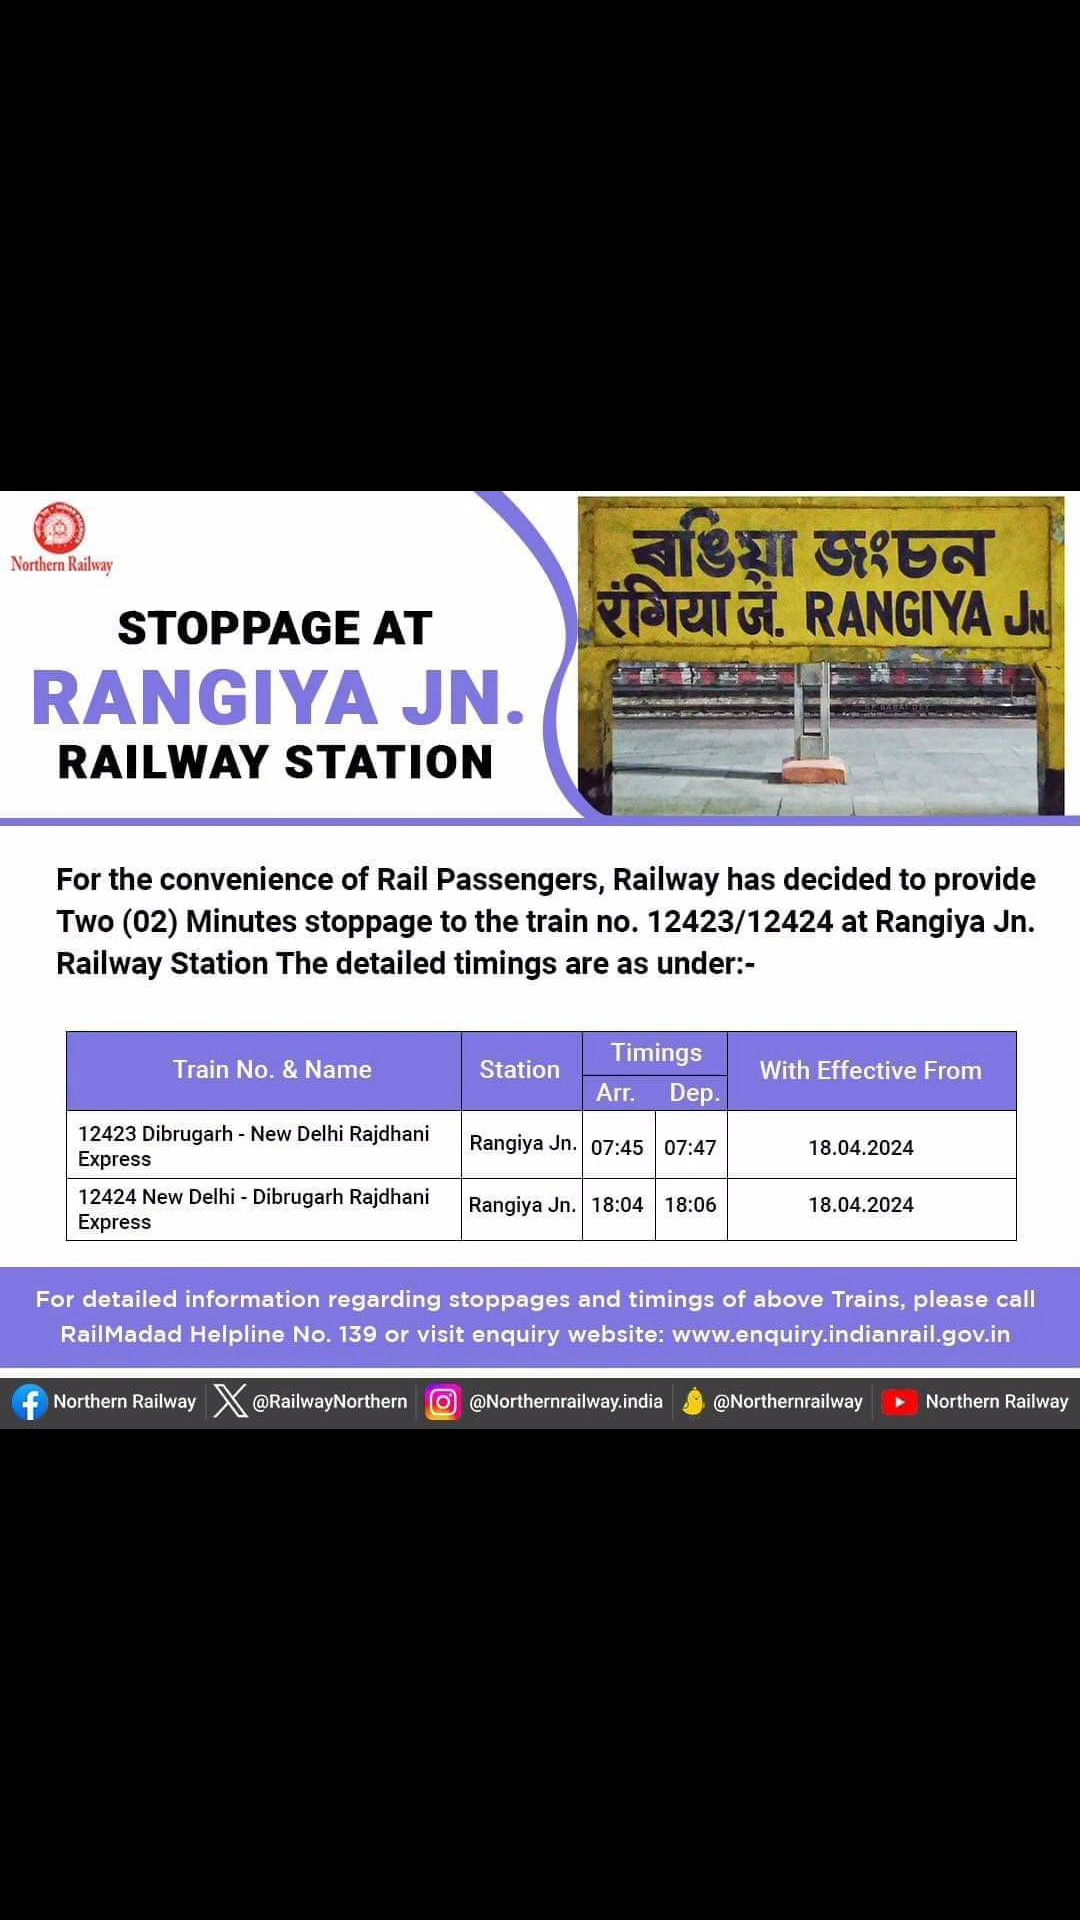 Northern Railway
STOPPAGE AT
RANGIYA JN.
RAILWAY STATION
ৰঙিয়া জংচন
रंगिया जं. RANGIYA JN.
For the convenience of Rail Passengers, Railway has decided to provide
Two (02) Minutes stoppage to the train no. 12423/12424 at Rangiya Jn.
Railway Station The detailed timings are as under:-
Train No. & Name Station Timings With Effective From
Arr. Dep.
12423 Dibrugarh - New Delhi Rajdhani
Express Rangiya Jn. 07:45 07:47 18.04.2024
12424 New Delhi - Dibrugarh Rajdhani
Express Rangiya Jn. 18:04 18:06 18.04.2024
For detailed information regarding stoppages and timings of above Trains, please call
RailMadad Helpline No. 139 or visit enquiry website: www.enquiry.indianrail.gov.in
Northern Railway @RailwayNorthern @Northernrailway.india @Northernrailway Northern Railway